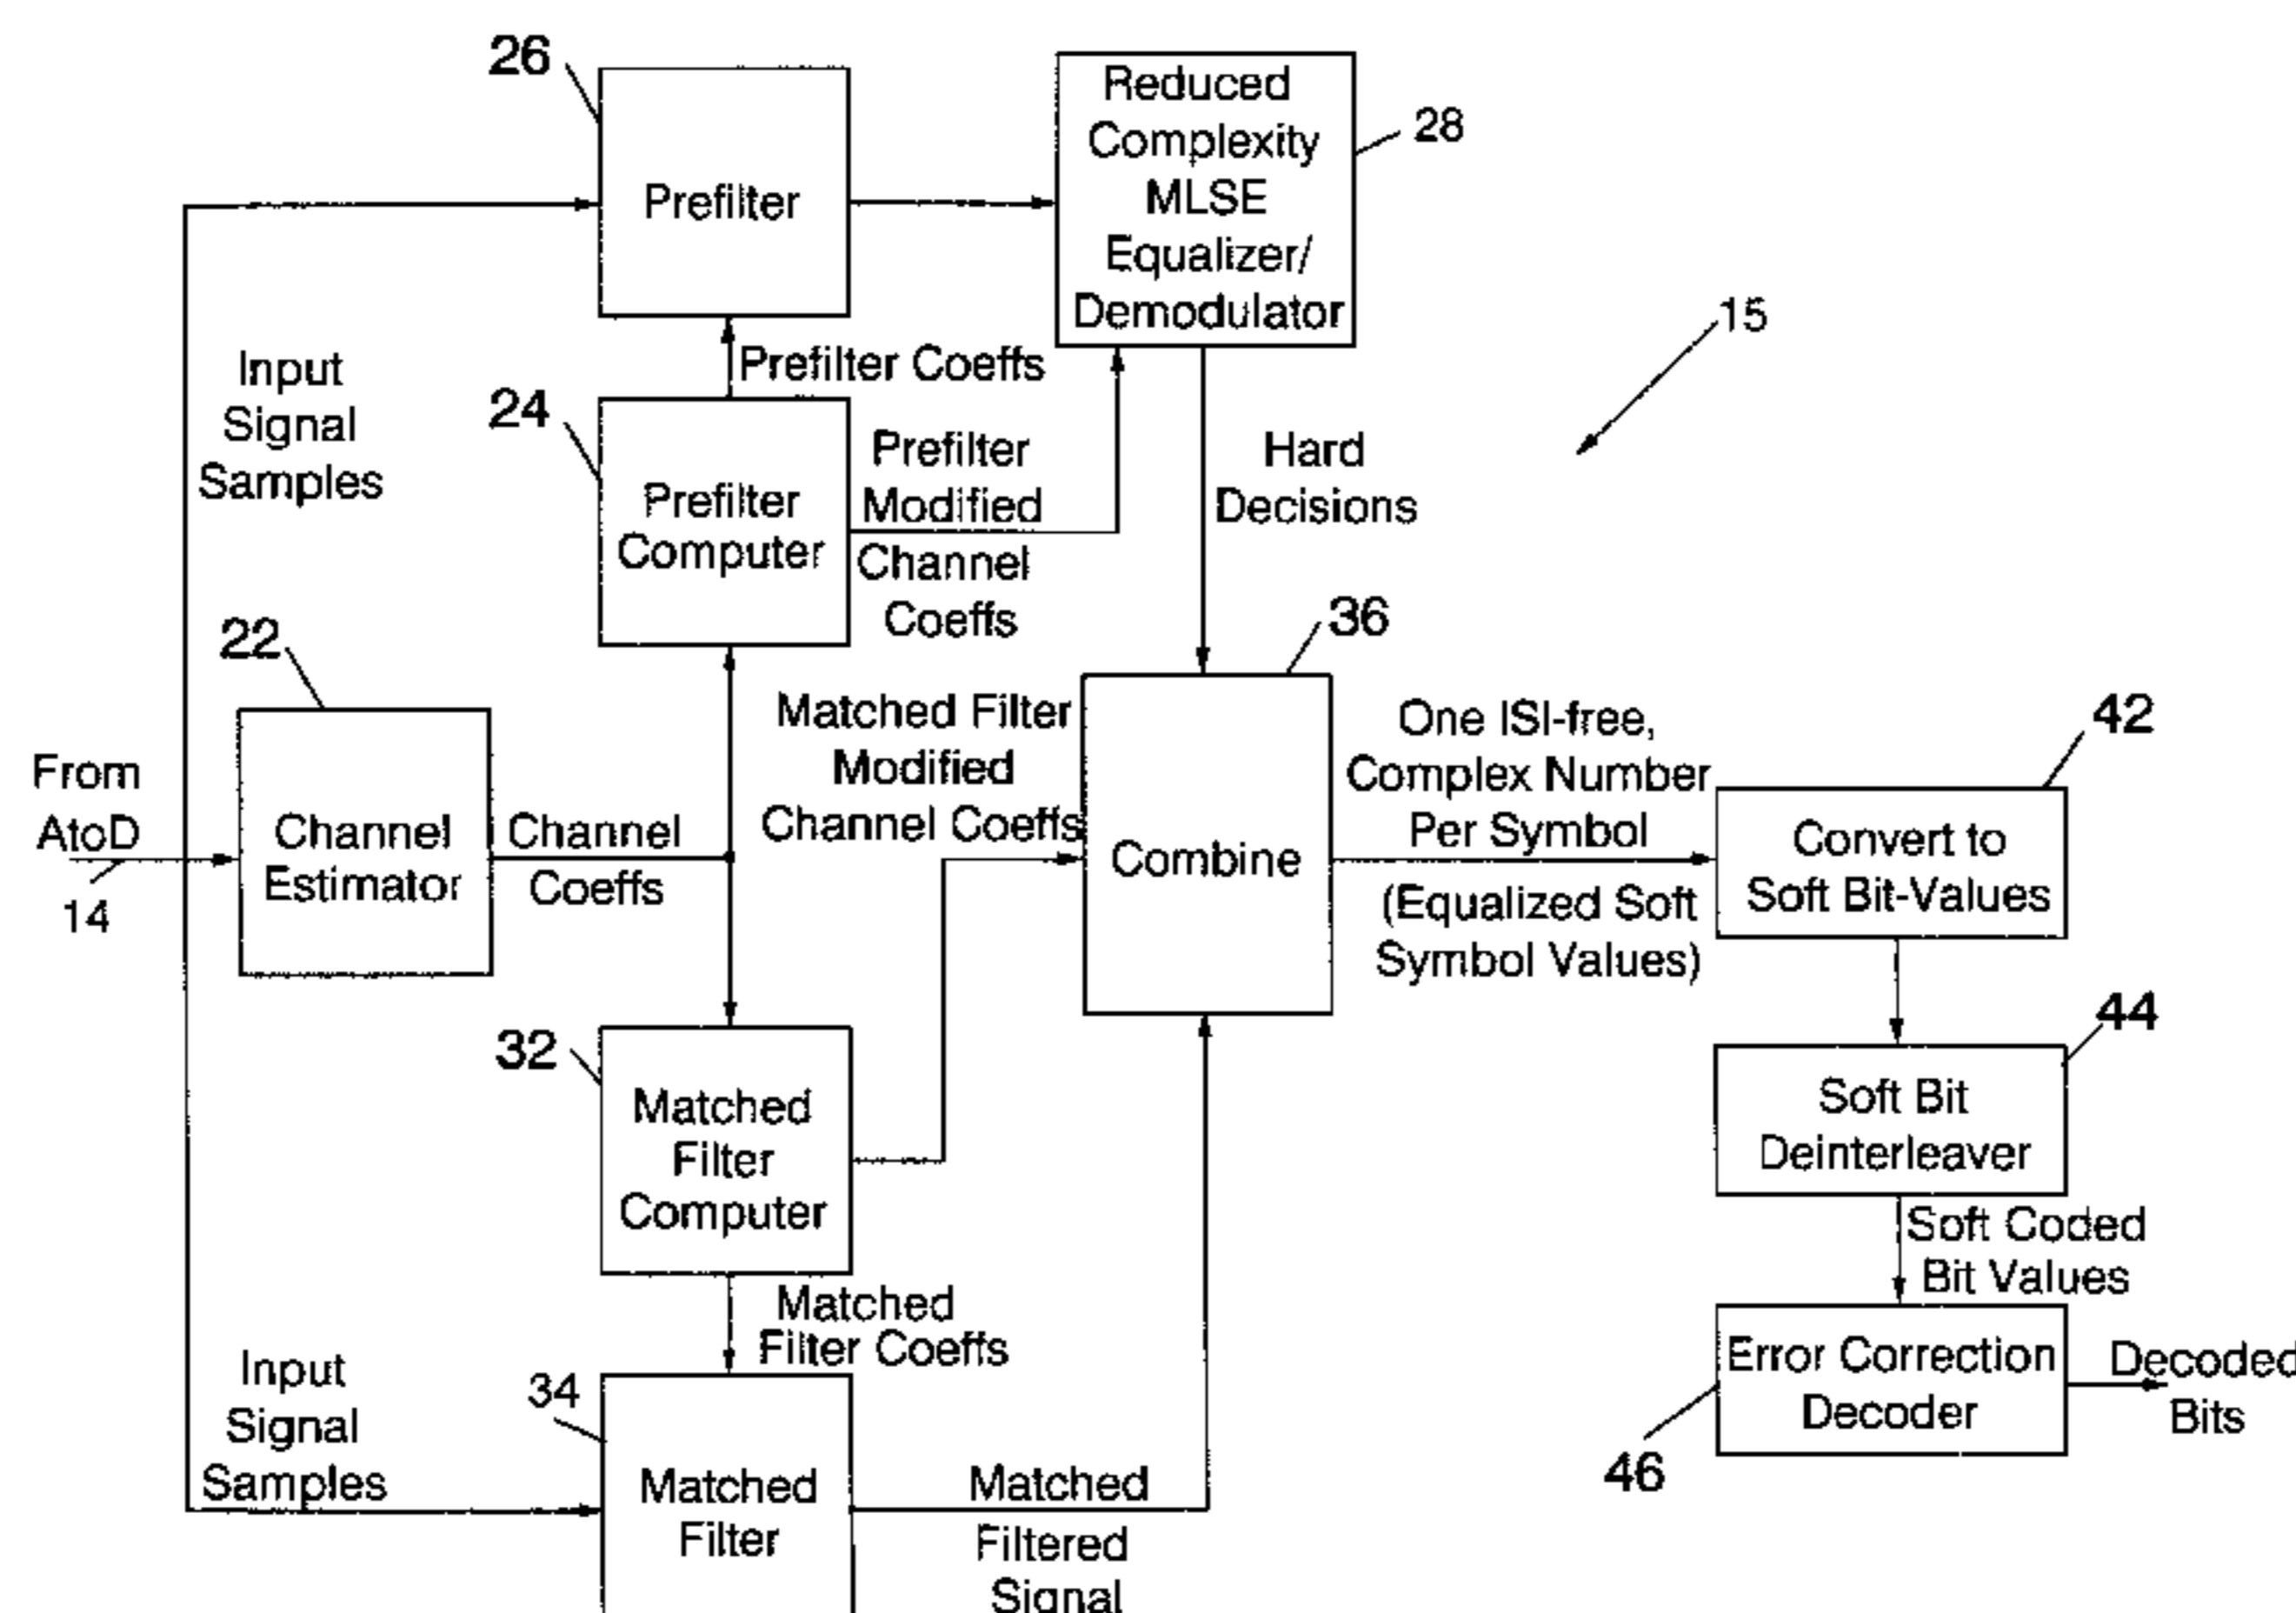 26
Prefilter
Reduced
Complexity
MLSE
Equalizer/
Demodulator
28
15
Input
Signal
Samples
Prefilter Coeffs
24
Prefilter
Computer
Prefilter
Modified
Channel
Coeffs
Hard
Decisions
22
36
From
AtoD
14
Channel
Estimator
Channel
Coeffs
Matched Filter
Modified
Channel Coeffs
Combine
One ISI-free,
Complex Number
Per Symbol
(Equalized Soft
Symbol Values)
42
Convert to
Soft Bit-Values
44
Soft Bit
Deinterleaver
Soft Coded
Bit Values
32
Matched
Filter
Computer
Matched
Filter Coeffs
Input
Signal
Samples
34
Matched
Filter
Matched
Filtered
Signal
Error Correction
Decoder
46
Decoded
Bits